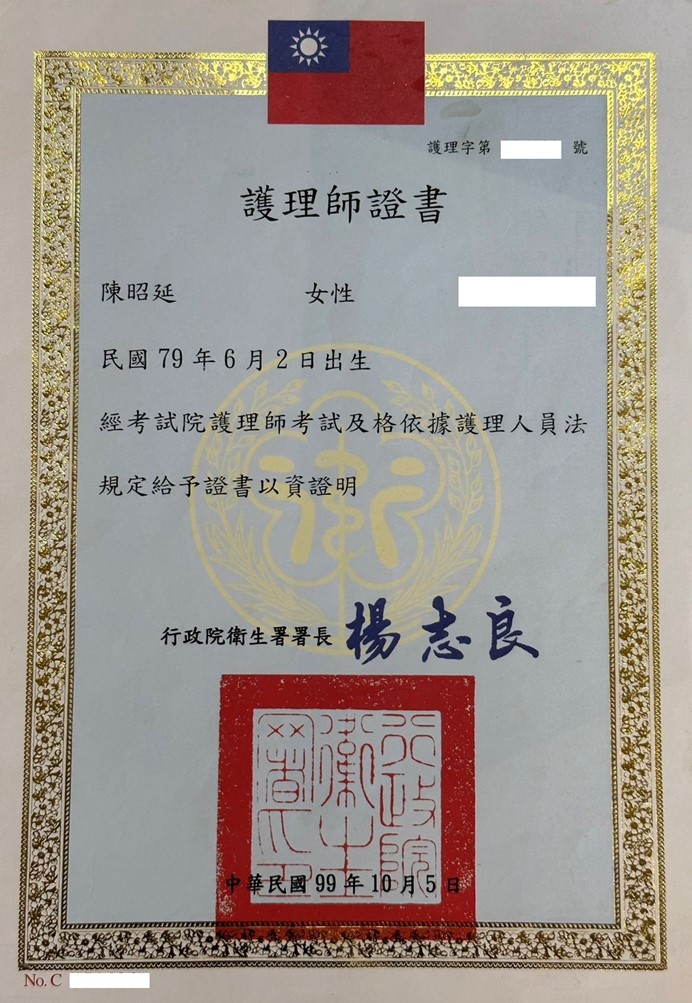 護理字第 號
護理師證書
陳昭延 女性
民國 79 年 6 月 2 日出生
經考試院護理師考試及格依據護理人員法
規定給予證書以資證明
行政院衛生署署長 楊志良
行政院衛生署印
中華民國 99 年 10 月 5 日
No. C